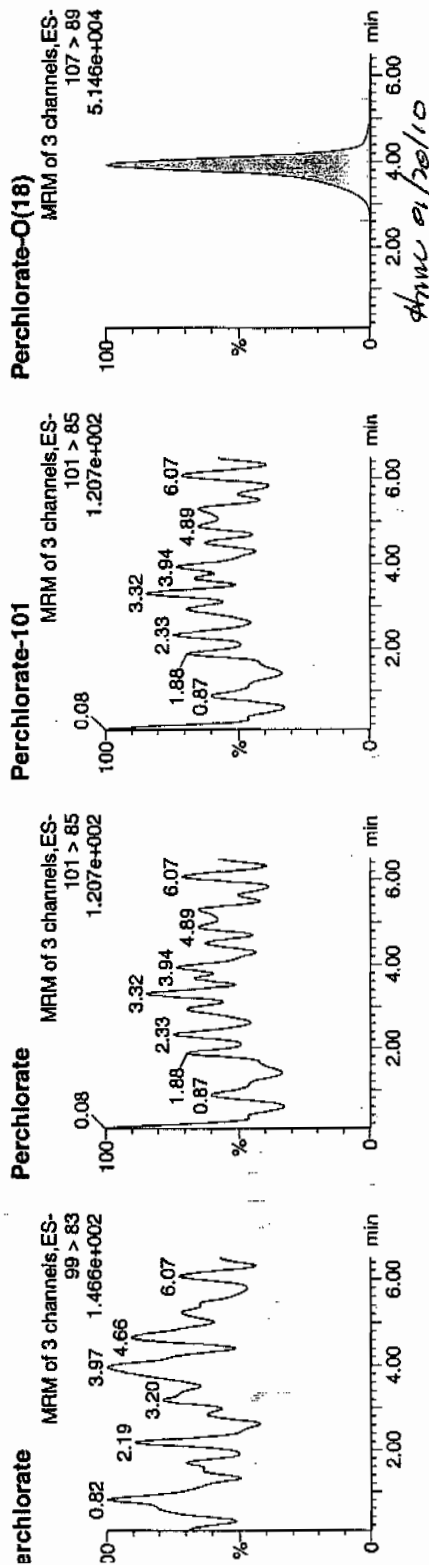 erchlorate
MRM of 3 channels,ES-
99 > 83
1.466e+002
00
0.82
2.19
3.20
3.97
4.66
6.07
%
0
2.00
4.00
6.00
min
Perchlorate
MRM of 3 channels,ES-
101 > 85
1.207e+002
100
0.08
0.87
1.88
2.33
3.32
3.94
4.89
6.07
%
0
2.00
4.00
6.00
min
Perchlorate-101
MRM of 3 channels,ES-
101 > 85
1.207e+002
100
0.08
0.87
1.88
2.33
3.32
3.94
4.89
6.07
%
0
2.00
4.00
6.00
min
Perchlorate-O(18)
MRM of 3 channels,ES-
107 > 89
5.146e+004
100
%
0
2.00
4.00
6.00
min
01/20/10